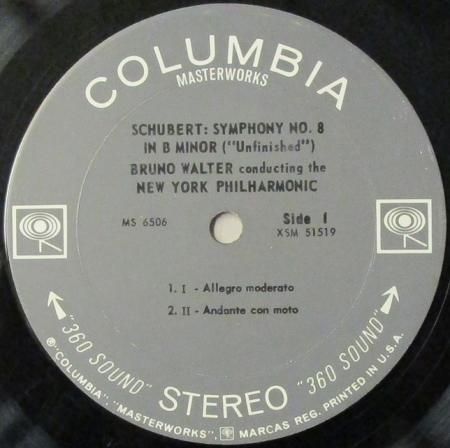 COLUMBIA
MASTERWORKS
SCHUBERT: SYMPHONY NO. 8
IN B MINOR ("Unfinished")
BRUNO WALTER conducting the
NEW YORK PHILHARMONIC
MS 6506
Side 1
XSM 51519
1. I - Allegro moderato
2. II - Andante con moto
"360 SOUND" STEREO "360 SOUND"
® "COLUMBIA", "MASTERWORKS", MARCAS REG. PRINTED IN U.S.A.